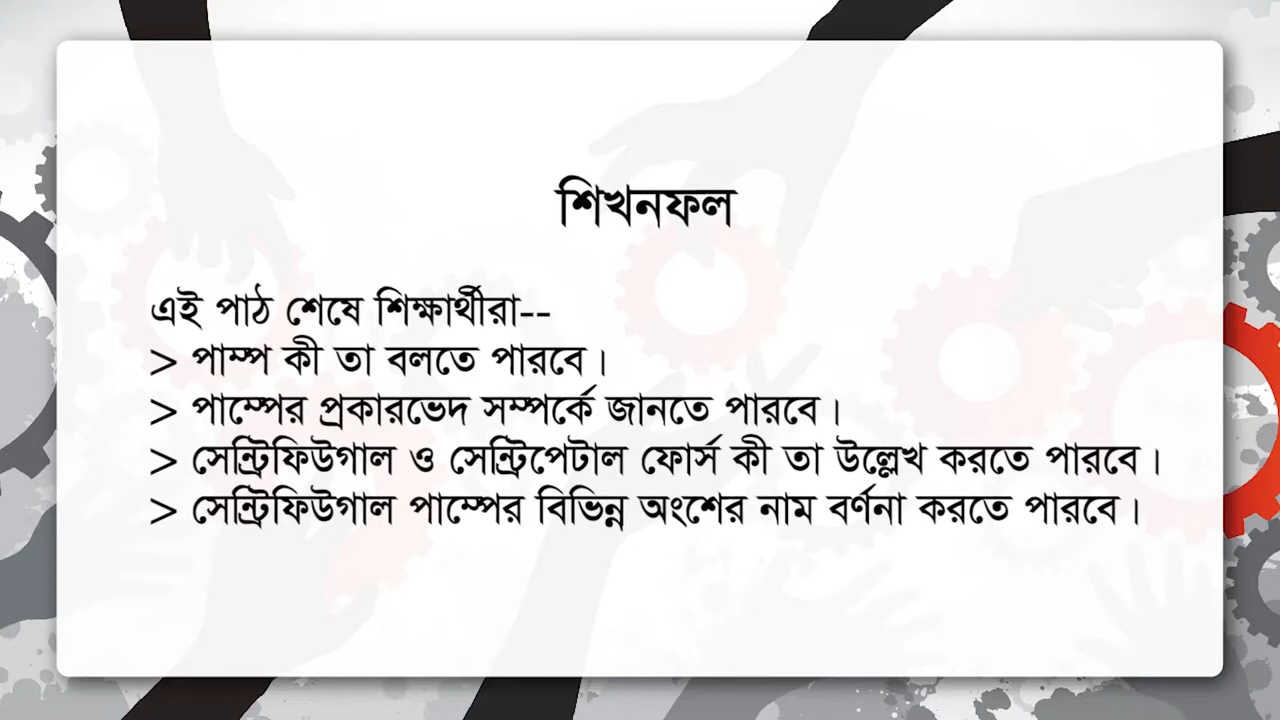 শিখনফল
এই পাঠ শেষে শিক্ষার্থীরা--
> পাম্প কী তা বলতে পারবে।
> পাম্পের প্রকারভেদ সম্পর্কে জানতে পারবে।
> সেন্ট্রিফিউগাল ও সেন্ট্রিপেটাল ফোর্স কী তা উল্লেখ করতে পারবে।
> সেন্ট্রিফিউগাল পাম্পের বিভিন্ন অংশের নাম বর্ণনা করতে পারবে।